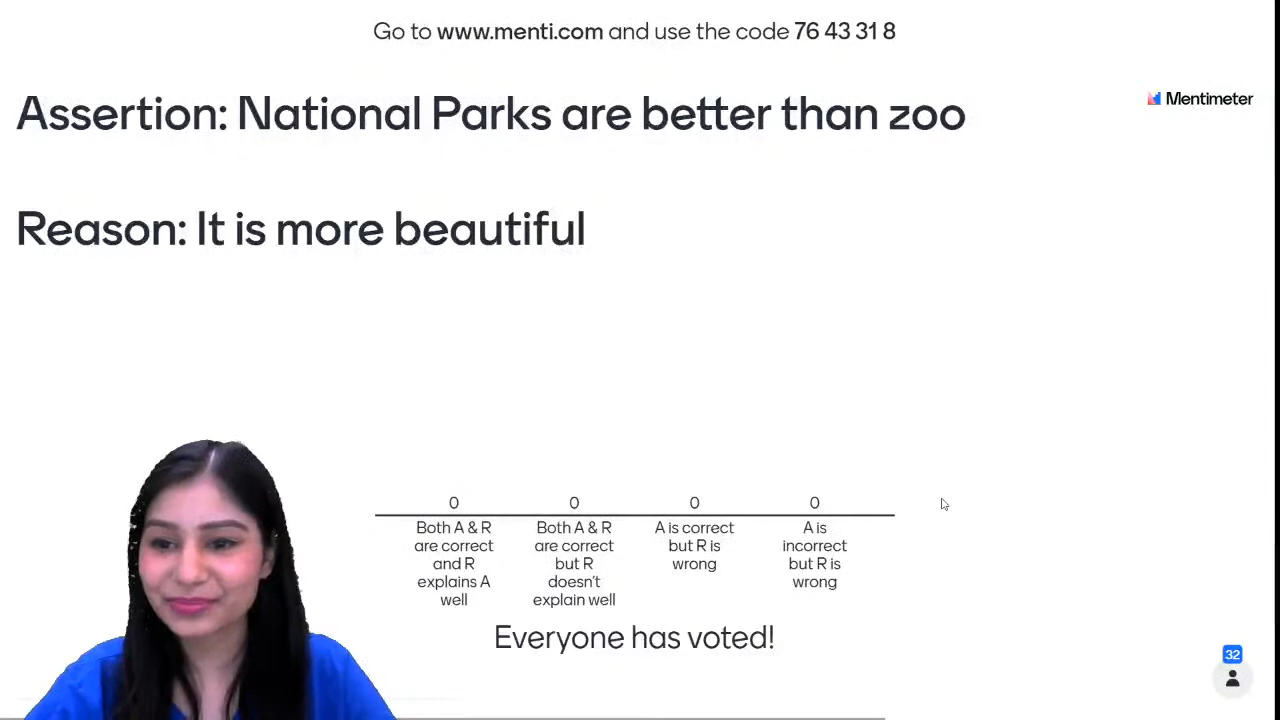 Go to www.menti.com and use the code 76 43 31 8
Assertion: National Parks are better than zoo
Mentimeter
Reason: It is more beautiful
0
0
0
0
Both A & R
are correct
and R
explains A
well
Both A & R
are correct
but R
doesn't
explain well
A is correct
but R is
wrong
A is
incorrect
but R is
wrong
Everyone has voted!
32